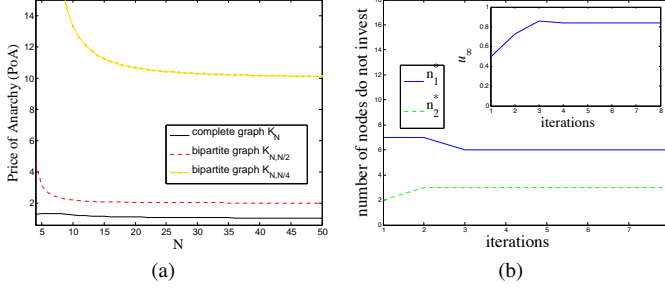 Price of Anarchy (PoA)
14
12
10
8
6
4
2
complete graph K_N
bipartite graph K_N,N/2
bipartite graph K_N,N/4
5 10 15 20 25 30 35 40 45 50
N
(a)
number of nodes do not invest
18
16
14
12
10
8
6
4
2
0
n*_1
n*_2
u_∞
1
0.8
0.6
0.4
0.2
0
1 2 3 4 5 6 7 8
iterations
1 2 3 4 5 6 7
iterations
(b)